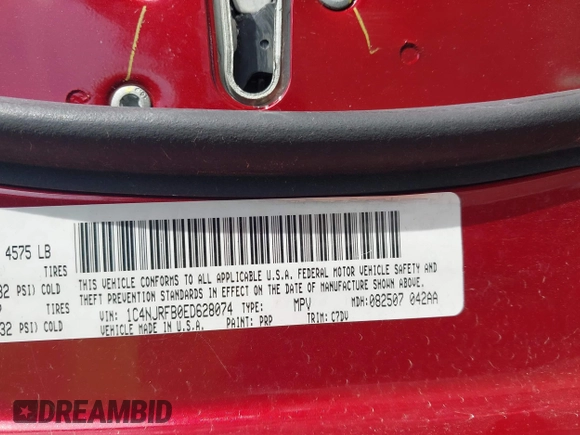 4575 LB
TIRES
32 PSI) COLD
TIRES
32 PSI) COLD
THIS VEHICLE CONFORMS TO ALL APPLICABLE U.S.A. FEDERAL MOTOR VEHICLE SAFETY AND
THEFT PREVENTION STANDARDS IN EFFECT ON THE DATE OF MANUFACTURE SHOWN ABOVE.
VIN: 1C4NJRFB0ED628074 TYPE: MPV MDH: 082507 042AA
VEHICLE MADE IN U.S.A. PAINT: PRP TRIM: C7DV
DREAMBID